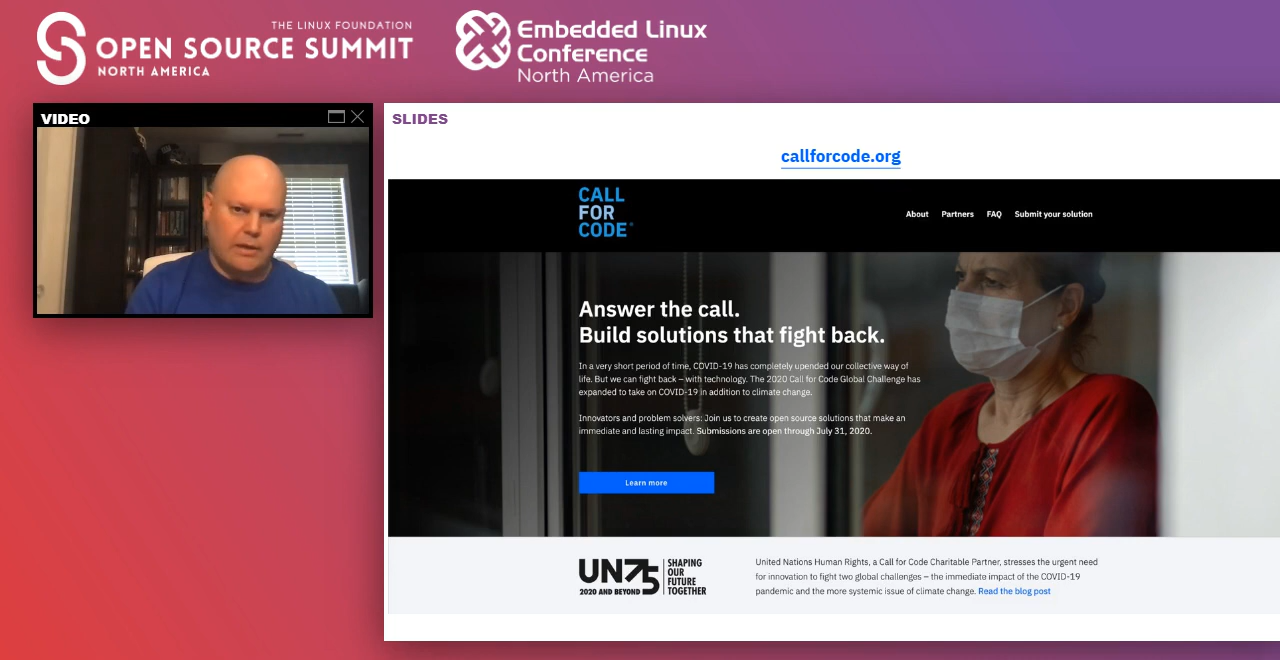 THE LINUX FOUNDATION
OPEN SOURCE SUMMIT
NORTH AMERICA
Embedded Linux
Conference
North America
VIDEO
SLIDES
callforcode.org
CALL
FOR
CODE®
About Partners FAQ Submit your solution
Answer the call.
Build solutions that fight back.
In a very short period of time, COVID-19 has completely upended our collective way of
life. But we can fight back – with technology. The 2020 Call for Code Global Challenge has
expanded to take on COVID-19 in addition to climate change.
Innovators and problem solvers: Join us to create open source solutions that make an
immediate and lasting impact. Submissions are open through July 31, 2020.
Learn more
UN75
2020 AND BEYOND
SHAPING
OUR
FUTURE
TOGETHER
United Nations Human Rights, a Call for Code Charitable Partner, stresses the urgent need
for innovation to fight two global challenges – the immediate impact of the COVID-19
pandemic and the more systemic issue of climate change. Read the blog post